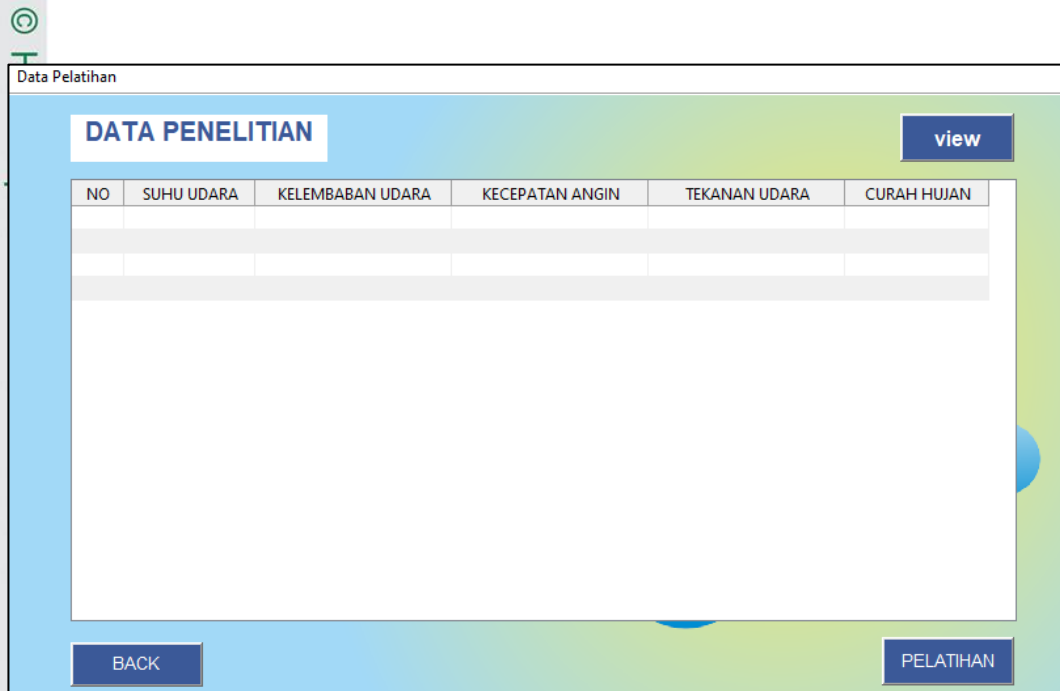 ©
Data Pelatihan
DATA PENELITIAN
view
NO SUHU UDARA KELEMBABAN UDARA KECEPATAN ANGIN TEKANAN UDARA CURAH HUJAN
BACK
PELATIHAN